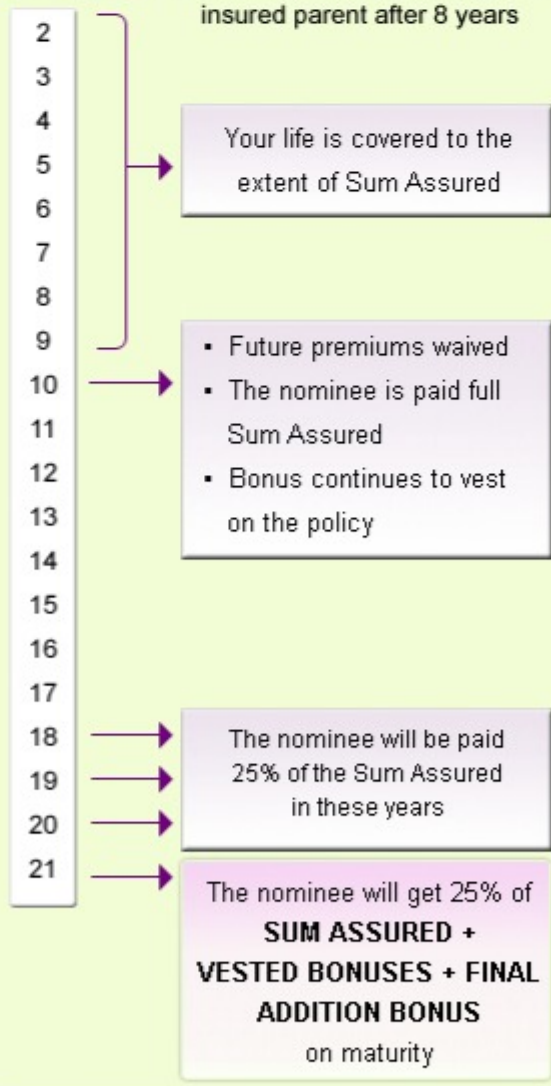 insured parent after 8 years
2
3
4
5
6
7
8
9
10
11
12
13
14
15
16
17
18
19
20
21
Your life is covered to the
extent of Sum Assured
▪ Future premiums waived
▪ The nominee is paid full
Sum Assured
▪ Bonus continues to vest
on the policy
The nominee will be paid
25% of the Sum Assured
in these years
The nominee will get 25% of
SUM ASSURED +
VESTED BONUSES + FINAL
ADDITION BONUS
on maturity